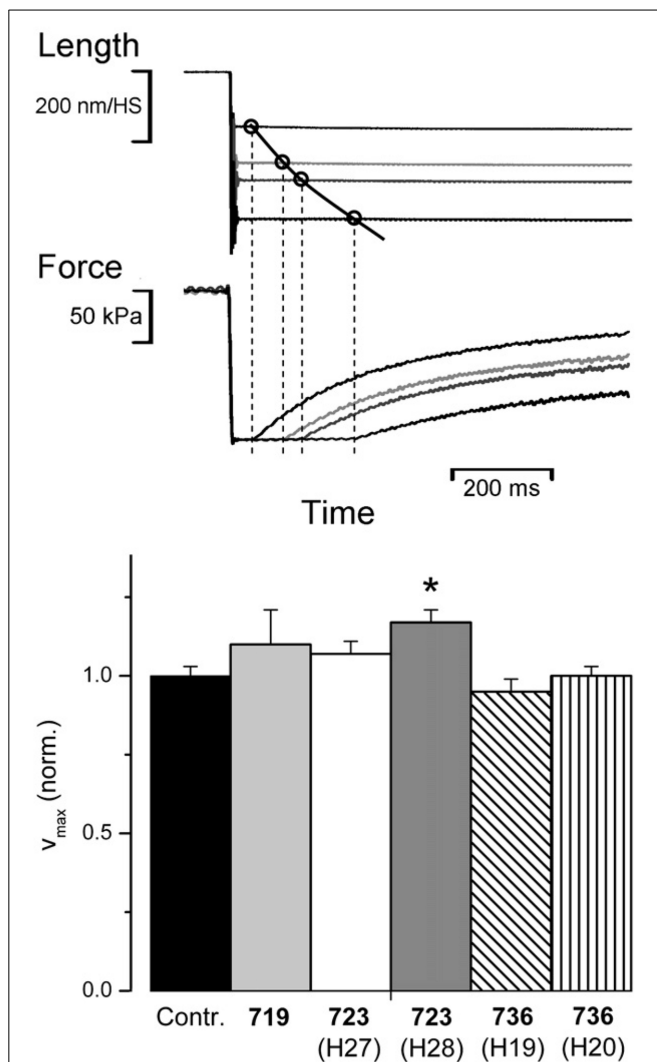 Length
200 nm/HS
Force
50 kPa
200 ms
Time
*
1.0
0.5
0.0
vmax (norm.)
Contr. 719 723 723 736 736
(H27) (H28) (H19) (H20)